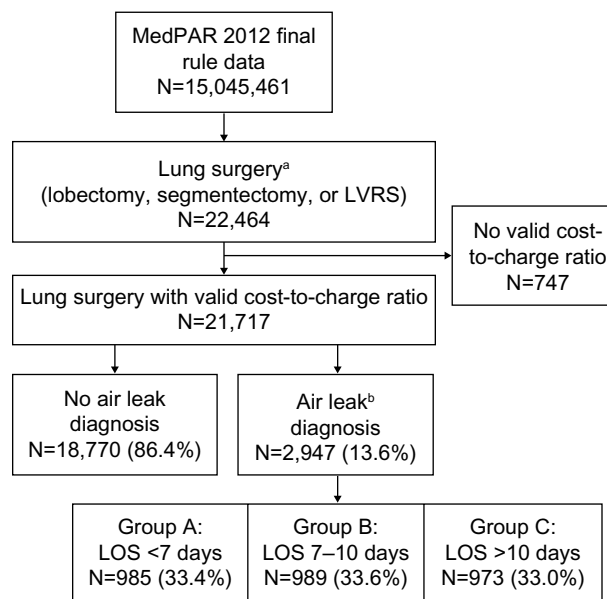 MedPAR 2012 final
rule data
N=15,045,461
Lung surgeryᵃ
(lobectomy, segmentectomy, or LVRS)
N=22,464
No valid cost-
to-charge ratio
N=747
Lung surgery with valid cost-to-charge ratio
N=21,717
No air leak
diagnosis
N=18,770 (86.4%)
Air leakᵇ
diagnosis
N=2,947 (13.6%)
Group A:
LOS <7 days
N=985 (33.4%)
Group B:
LOS 7–10 days
N=989 (33.6%)
Group C:
LOS >10 days
N=973 (33.0%)